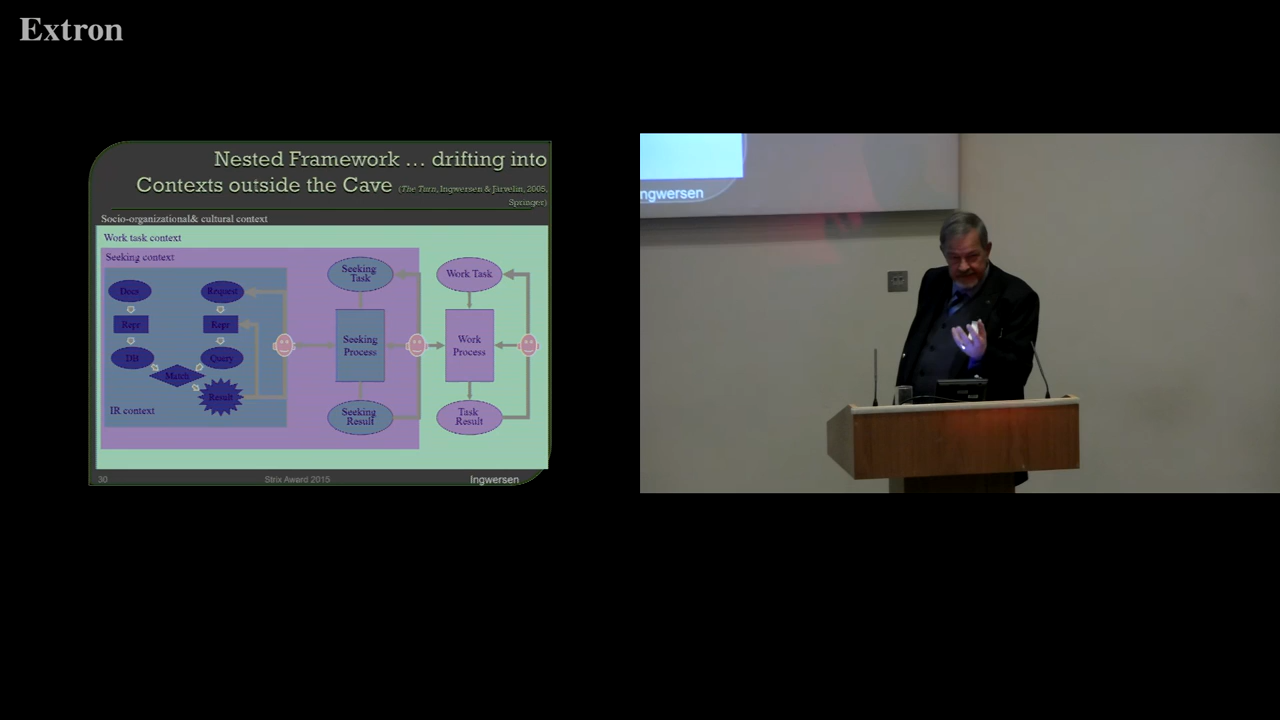 Extron
Nested Framework … drifting into
Contexts outside the Cave (The Turn, Ingwersen & Järvelin, 2005,
Springer)
Socio-organizational& cultural context
Work task context
Seeking context
Docs
Request
Seeking
Task
Work Task
Repr
Repr
Seeking
Process
Work
Process
DB
Query
Match
Result
IR context
Seeking
Result
Task
Result
30
Strix Award 2015
Ingwersen
ngwersen